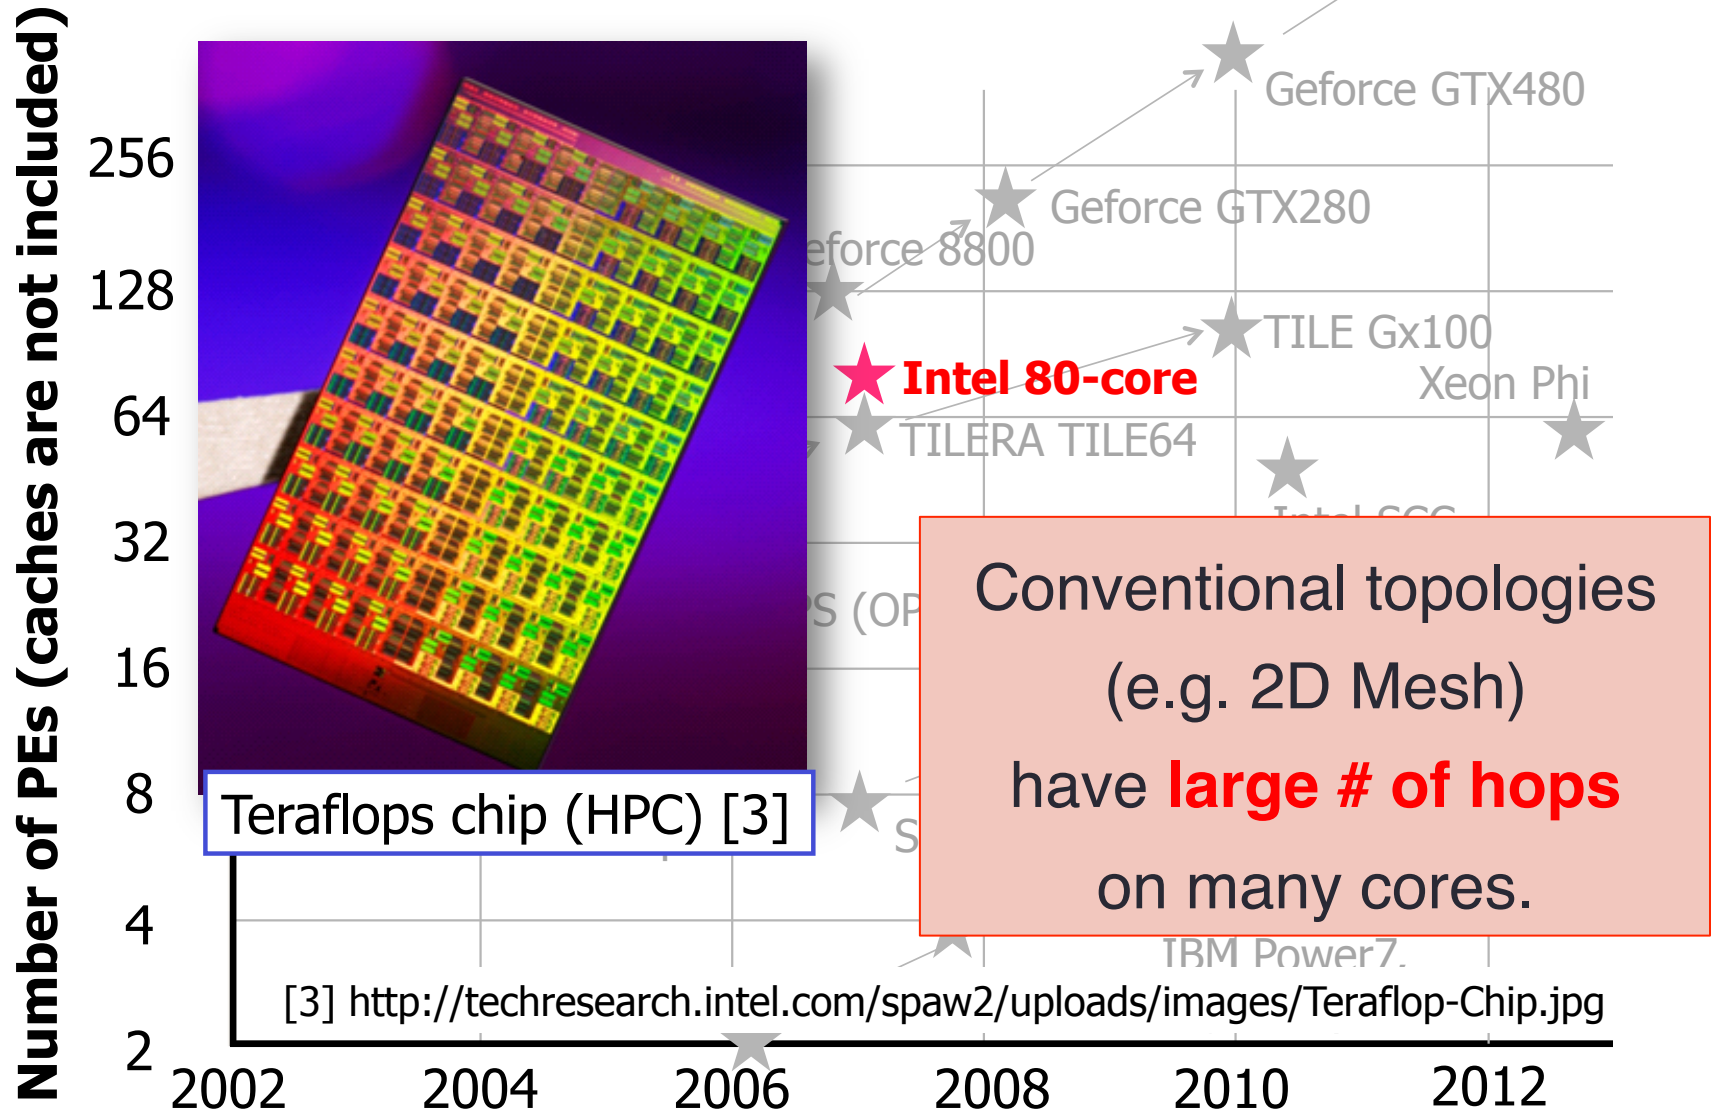 Number of PEs (caches are not included)
256
128
64
32
16
8
4
2
2002
2004
2006
2008
2010
2012
Geforce GTX480
Geforce GTX280
8800
TILE Gx100
Intel 80-core
Xeon Phi
TILERA TILE64
Intel SCC
Conventional topologies
(e.g. 2D Mesh)
have large # of hops
on many cores.
Teraflops chip (HPC) [3]
IBM Power7,
[3] http://techresearch.intel.com/spaw2/uploads/images/Teraflop-Chip.jpg